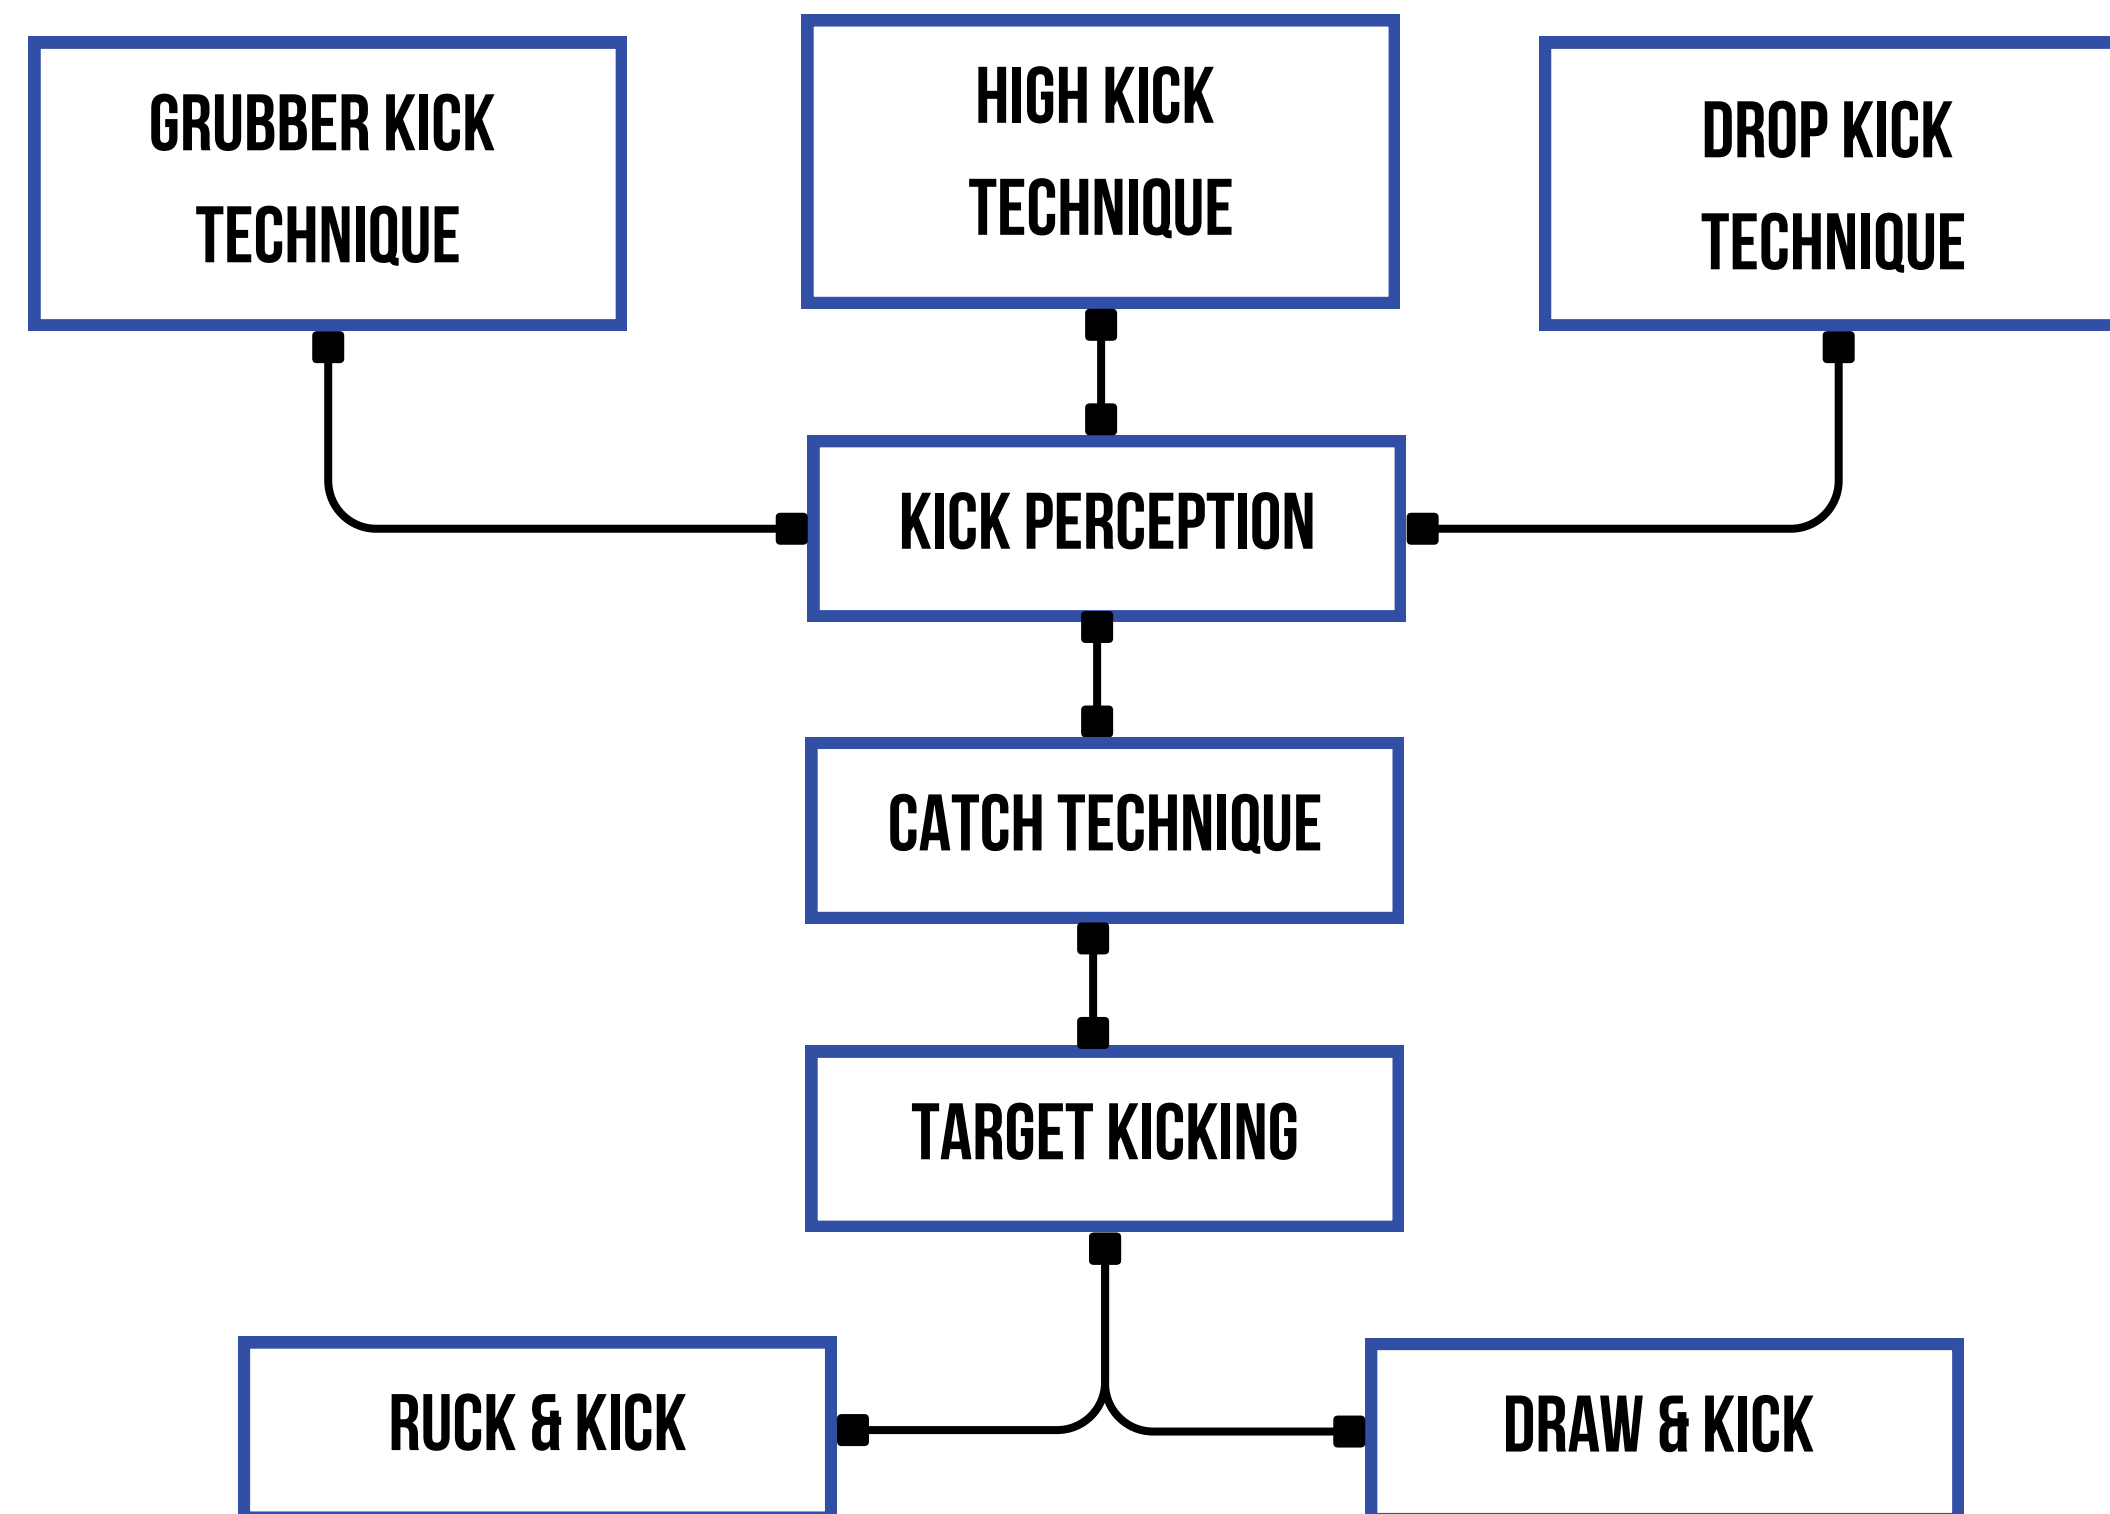 GRUBBER KICK
TECHNIQUE
HIGH KICK
TECHNIQUE
DROP KICK
TECHNIQUE
KICK PERCEPTION
CATCH TECHNIQUE
TARGET KICKING
RUCK & KICK
DRAW & KICK